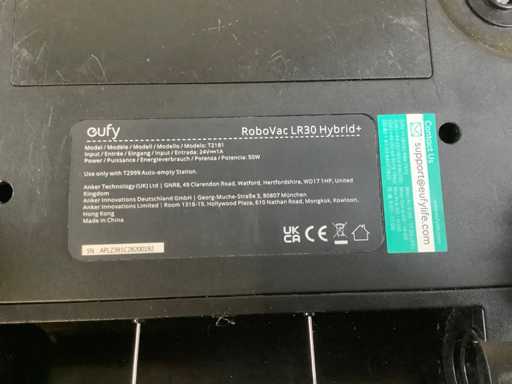 eufy
RoboVac LR30 Hybrid+
Model / Modèle / Modell / Modello / Modelo: T2181
Input / Entrée / Eingang / Input / Entrada: 24V⎓1A
Power / Puissance / Energieverbrauch / Potenza / Potencia: 55W
Use only with T2999 Auto-empty Station.
Anker Technology (UK) Ltd | GNR8, 49 Clarendon Road, Watford, Hertfordshire, WD17 1HP, United
Kingdom
Anker Innovations Deutschland GmbH | Georg-Muche-Strasse 3, 80807 München
Anker Innovations Limited | Room 1318-19, Hollywood Plaza, 610 Nathan Road, Mongkok, Kowloon,
Hong Kong
Made in China
UK
CA
CE
Contact Us
support@eufylife.com